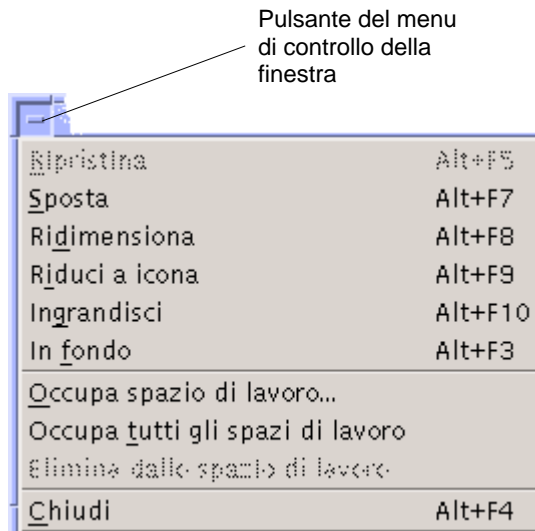 Pulsante del menu
di controllo della
finestra
Ripristina Alt+F5
Sposta Alt+F7
Ridimensiona Alt+F8
Riduci a icona Alt+F9
Ingrandisci Alt+F10
In fondo Alt+F3
Occupa spazio di lavoro...
Occupa tutti gli spazi di lavoro
Elimina dallo spazio di lavoro
Chiudi Alt+F4